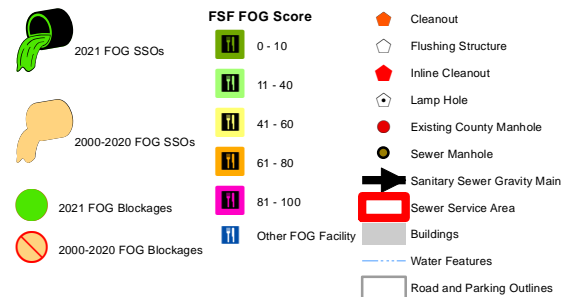 2021 FOG SSOs
2000-2020 FOG SSOs
2021 FOG Blockages
2000-2020 FOG Blockages
FSF FOG Score
0 - 10
11 - 40
41 - 60
61 - 80
81 - 100
Other FOG Facility
Cleanout
Flushing Structure
Inline Cleanout
Lamp Hole
Existing County Manhole
Sewer Manhole
Sanitary Sewer Gravity Main
Sewer Service Area
Buildings
Water Features
Road and Parking Outlines